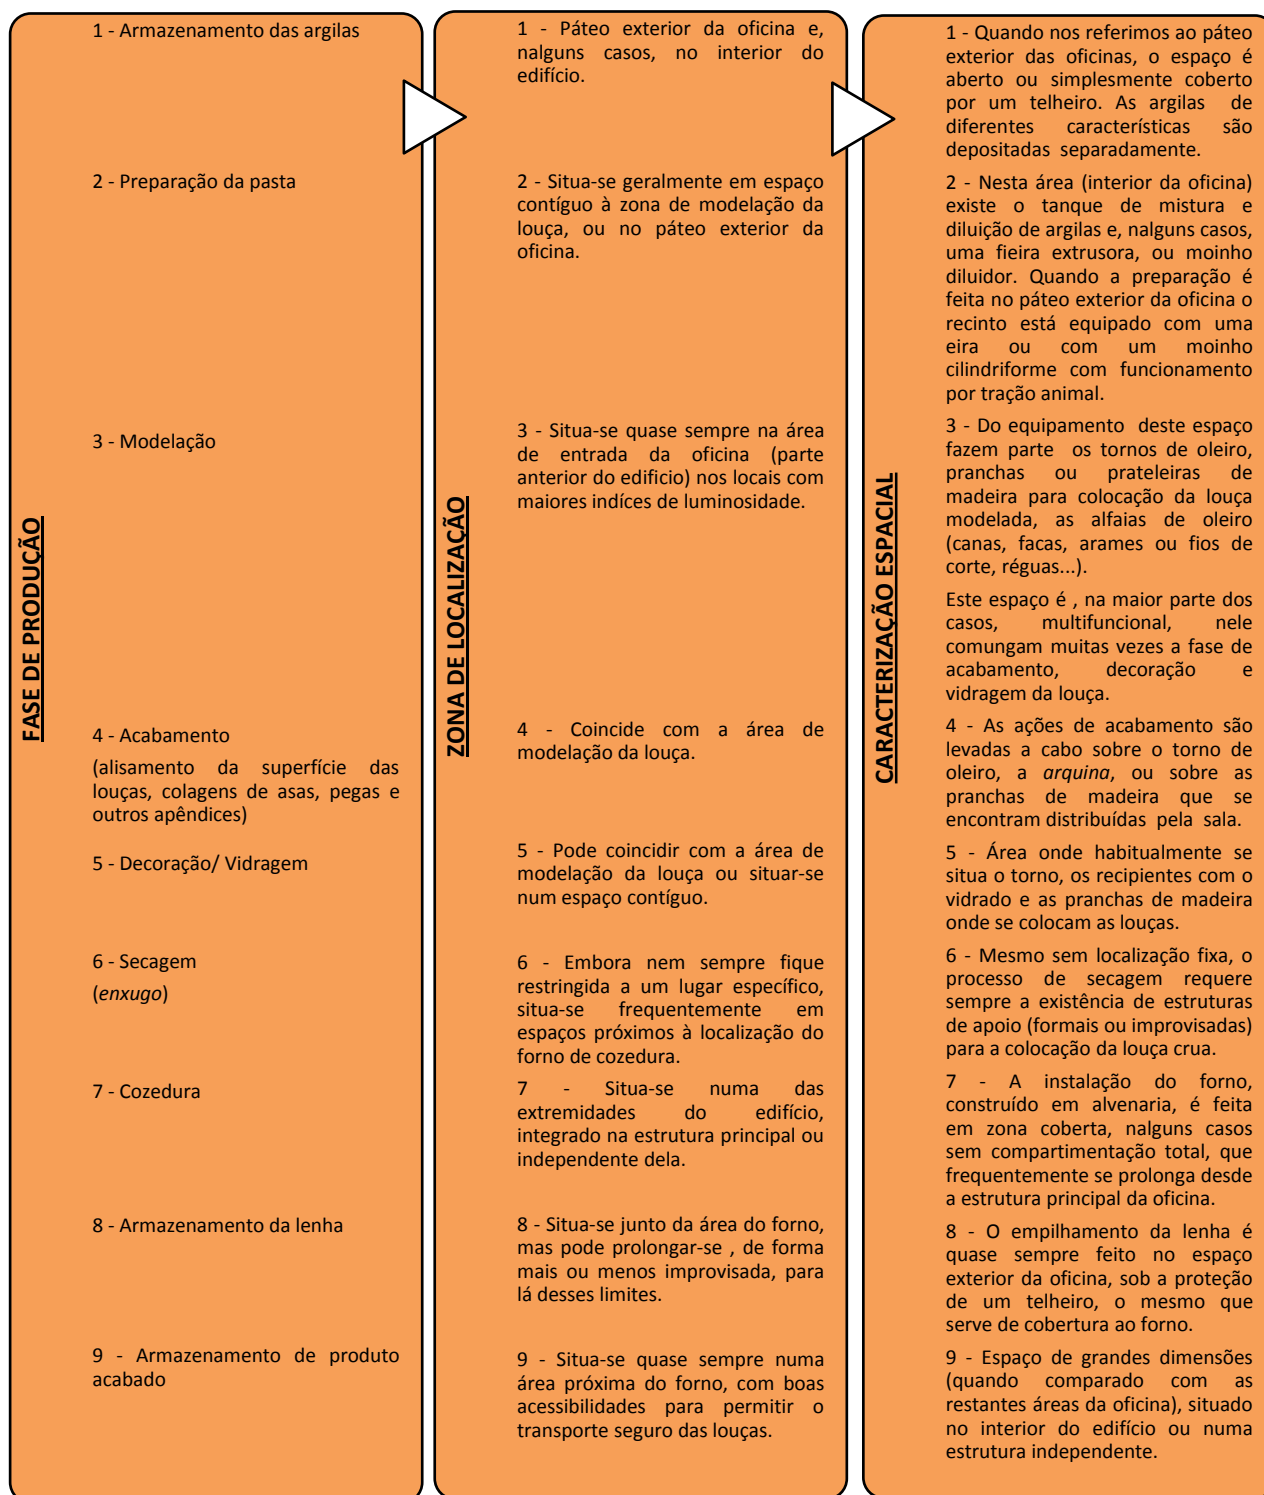 FASE DE PRODUÇÃO
1 - Armazenamento das argilas
2 - Preparação da pasta
3 - Modelação
4 - Acabamento
(alisamento da superfície das
louças, colagens de asas, pegas e
outros apêndices)
5 - Decoração/ Vidragem
6 - Secagem
(enxugo)
7 - Cozedura
8 - Armazenamento da lenha
9 - Armazenamento de produto
acabado
ZONA DE LOCALIZAÇÃO
1 - Páteo exterior da oficina e,
nalguns casos, no interior do
edifício.
2 - Situa-se geralmente em espaço
contíguo à zona de modelação da
louça, ou no páteo exterior da
oficina.
3 - Situa-se quase sempre na área
de entrada da oficina (parte
anterior do edificio) nos locais com
maiores indíces de luminosidade.
4 - Coincide com a área de
modelação da louça.
5 - Pode coincidir com a área de
modelação da louça ou situar-se
num espaço contíguo.
6 - Embora nem sempre fique
restringida a um lugar específico,
situa-se frequentemente em
espaços próximos à localização do
forno de cozedura.
7 - Situa-se numa das
extremidades do edifício,
integrado na estrutura principal ou
independente dela.
8 - Situa-se junto da área do forno,
mas pode prolongar-se , de forma
mais ou menos improvisada, para
lá desses limites.
9 - Situa-se quase sempre numa
área próxima do forno, com boas
acessibilidades para permitir o
transporte seguro das louças.
CARACTERIZAÇÃO ESPACIAL
1 - Quando nos referimos ao páteo
exterior das oficinas, o espaço é
aberto ou simplesmente coberto
por um telheiro. As argilas de
diferentes características são
depositadas separadamente.
2 - Nesta área (interior da oficina)
existe o tanque de mistura e
diluição de argilas e, nalguns casos,
uma fieira extrusora, ou moinho
diluidor. Quando a preparação é
feita no páteo exterior da oficina o
recinto está equipado com uma
eira ou com um moinho
cilindriforme com funcionamento
por tração animal.
3 - Do equipamento deste espaço
fazem parte os tornos de oleiro,
pranchas ou prateleiras de
madeira para colocação da louça
modelada, as alfaias de oleiro
(canas, facas, arames ou fios de
corte, réguas...).
Este espaço é , na maior parte dos
casos, multifuncional, nele
comungam muitas vezes a fase de
acabamento, decoração e
vidragem da louça.
4 - As ações de acabamento são
levadas a cabo sobre o torno de
oleiro, a arquina, ou sobre as
pranchas de madeira que se
encontram distribuídas pela sala.
5 - Área onde habitualmente se
situa o torno, os recipientes com o
vidrado e as pranchas de madeira
onde se colocam as louças.
6 - Mesmo sem localização fixa, o
processo de secagem requere
sempre a existência de estruturas
de apoio (formais ou improvisadas)
para a colocação da louça crua.
7 - A instalação do forno,
construído em alvenaria, é feita
em zona coberta, nalguns casos
sem compartimentação total, que
frequentemente se prolonga desde
a estrutura principal da oficina.
8 - O empilhamento da lenha é
quase sempre feito no espaço
exterior da oficina, sob a proteção
de um telheiro, o mesmo que
serve de cobertura ao forno.
9 - Espaço de grandes dimensões
(quando comparado com as
restantes áreas da oficina), situado
no interior do edifício ou numa
estrutura independente.